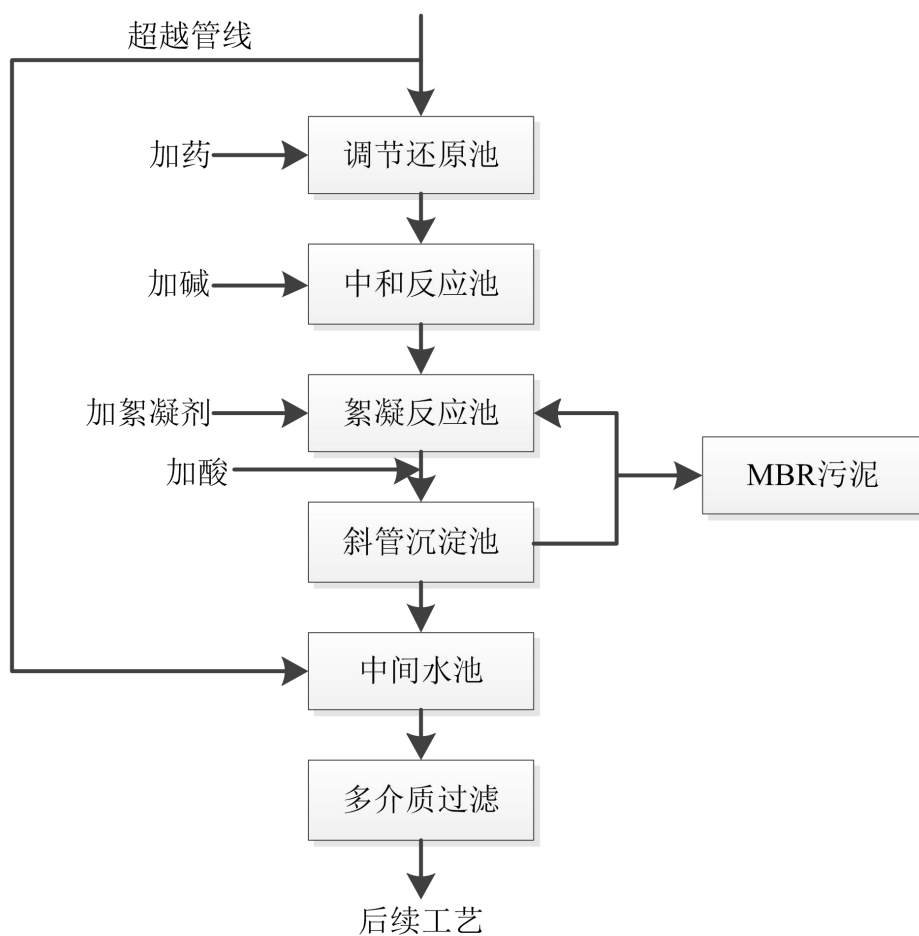 超越管线
加药
调节还原池
加碱
中和反应池
加絮凝剂
絮凝反应池
加酸
MBR污泥
斜管沉淀池
中间水池
多介质过滤
后续工艺